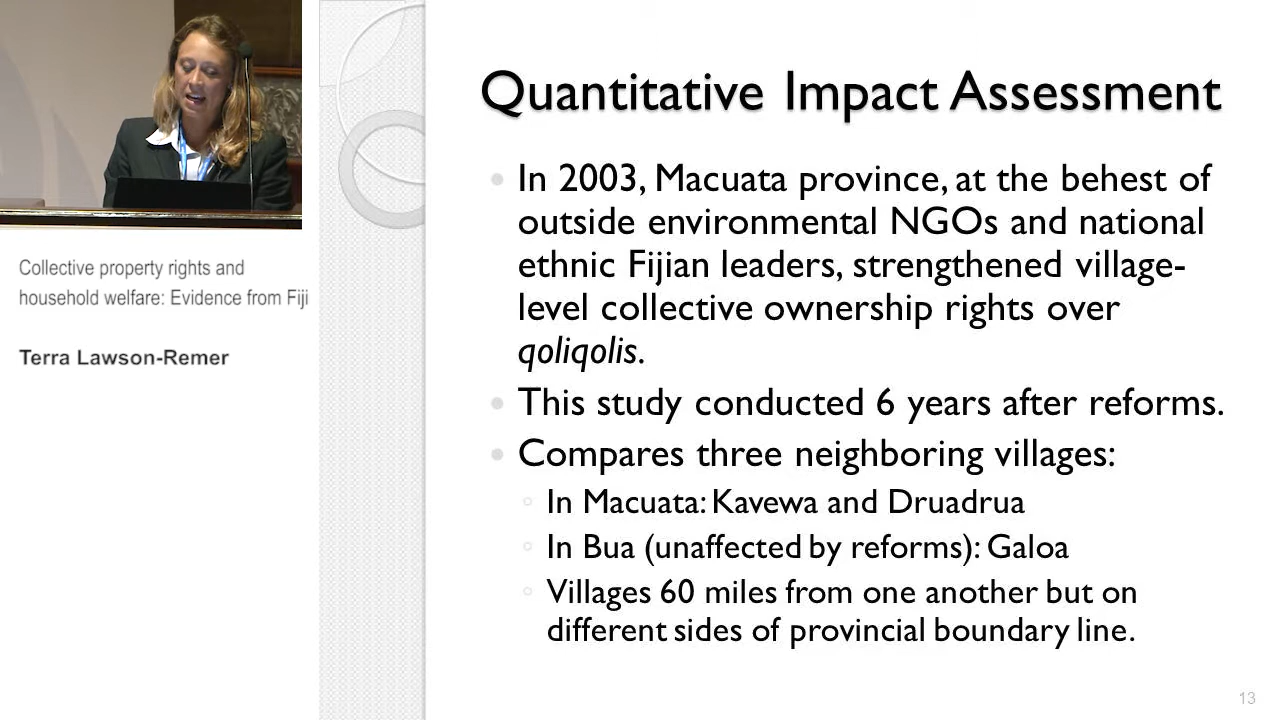 Collective property rights and
household welfare: Evidence from Fiji
Terra Lawson-Remer
Quantitative Impact Assessment
In 2003, Macuata province, at the behest of
outside environmental NGOs and national
ethnic Fijian leaders, strengthened village-
level collective ownership rights over
qoliqolis.
This study conducted 6 years after reforms.
Compares three neighboring villages:
In Macuata: Kavewa and Druadrua
In Bua (unaffected by reforms): Galoa
Villages 60 miles from one another but on
different sides of provincial boundary line.
13